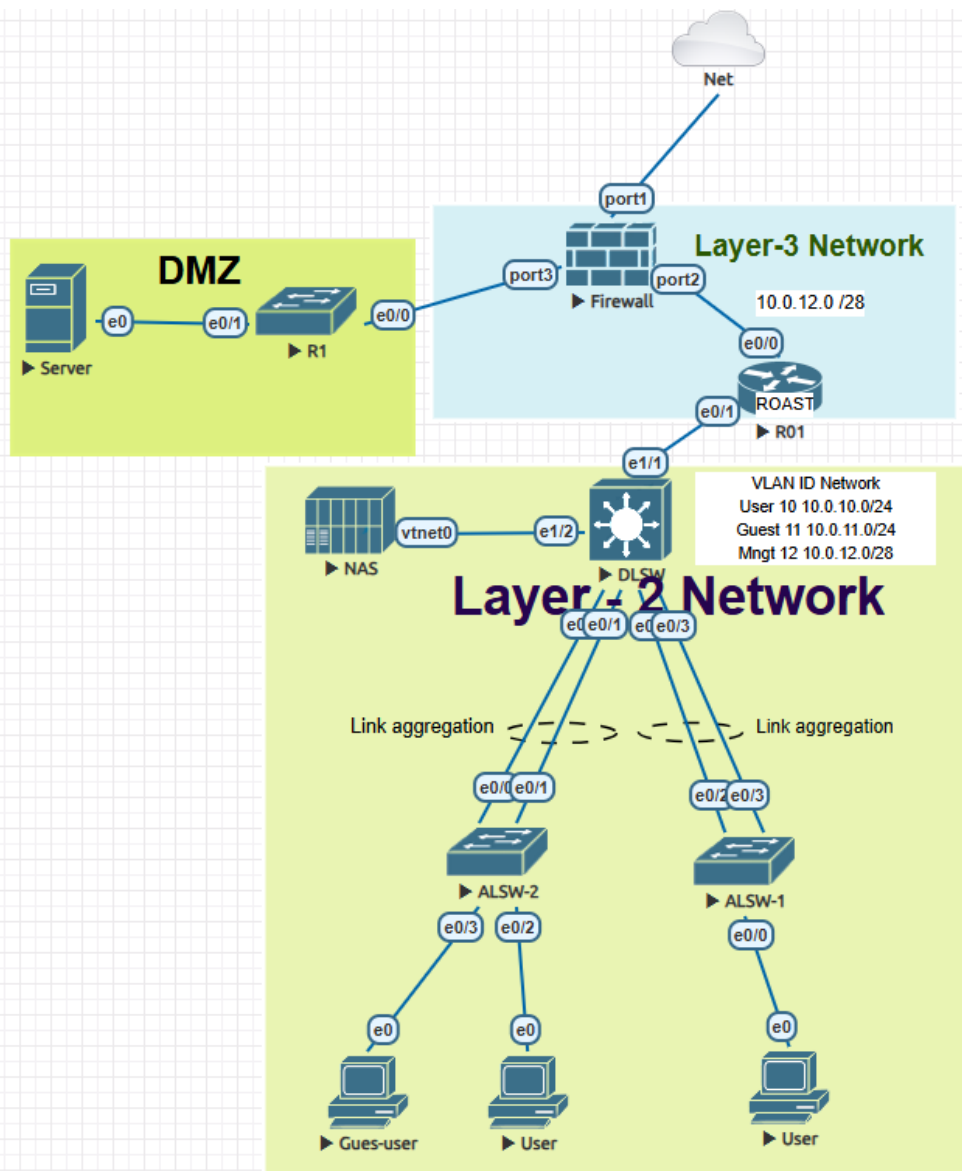 Net
port1
Layer-3 Network
DMZ
port3
port2
Firewall
10.0.12.0 /28
e0
e0/1
e0/0
R1
Server
e0/0
ROAST
e0/1
R01
e1/1
VLAN ID Network
User 10 10.0.10.0/24
Guest 11 10.0.11.0/24
Mngt 12 10.0.12.0/28
vtnet0
e1/2
NAS
DLSW
Layer - 2 Network
e0/1
e0/3
Link aggregation
Link aggregation
e0/0
e0/1
e0/2
e0/3
ALSW-2
ALSW-1
e0/3
e0/2
e0/0
e0
e0
e0
Gues-user
User
User